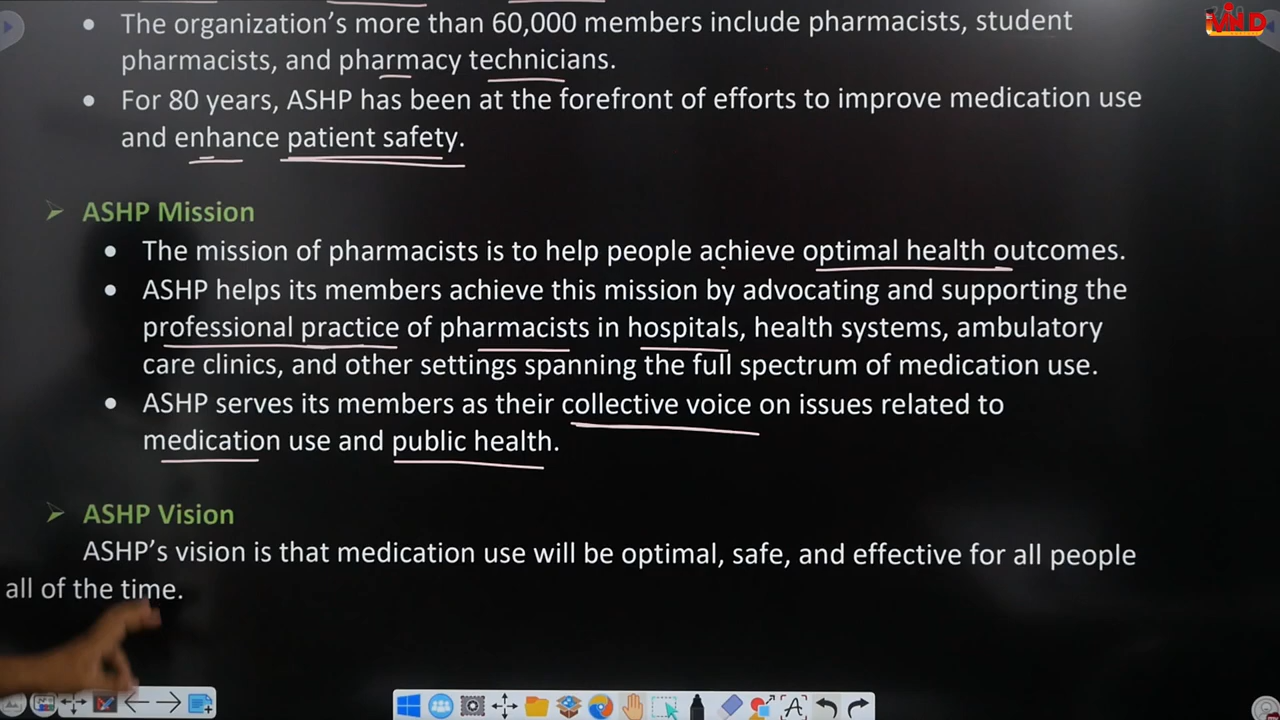 VIND
• The organization's more than 60,000 members include pharmacists, student
pharmacists, and pharmacy technicians.
• For 80 years, ASHP has been at the forefront of efforts to improve medication use
and enhance patient safety.
➢ ASHP Mission
• The mission of pharmacists is to help people achieve optimal health outcomes.
• ASHP helps its members achieve this mission by advocating and supporting the
professional practice of pharmacists in hospitals, health systems, ambulatory
care clinics, and other settings spanning the full spectrum of medication use.
• ASHP serves its members as their collective voice on issues related to
medication use and public health.
➢ ASHP Vision
ASHP's vision is that medication use will be optimal, safe, and effective for all people
all of the time.